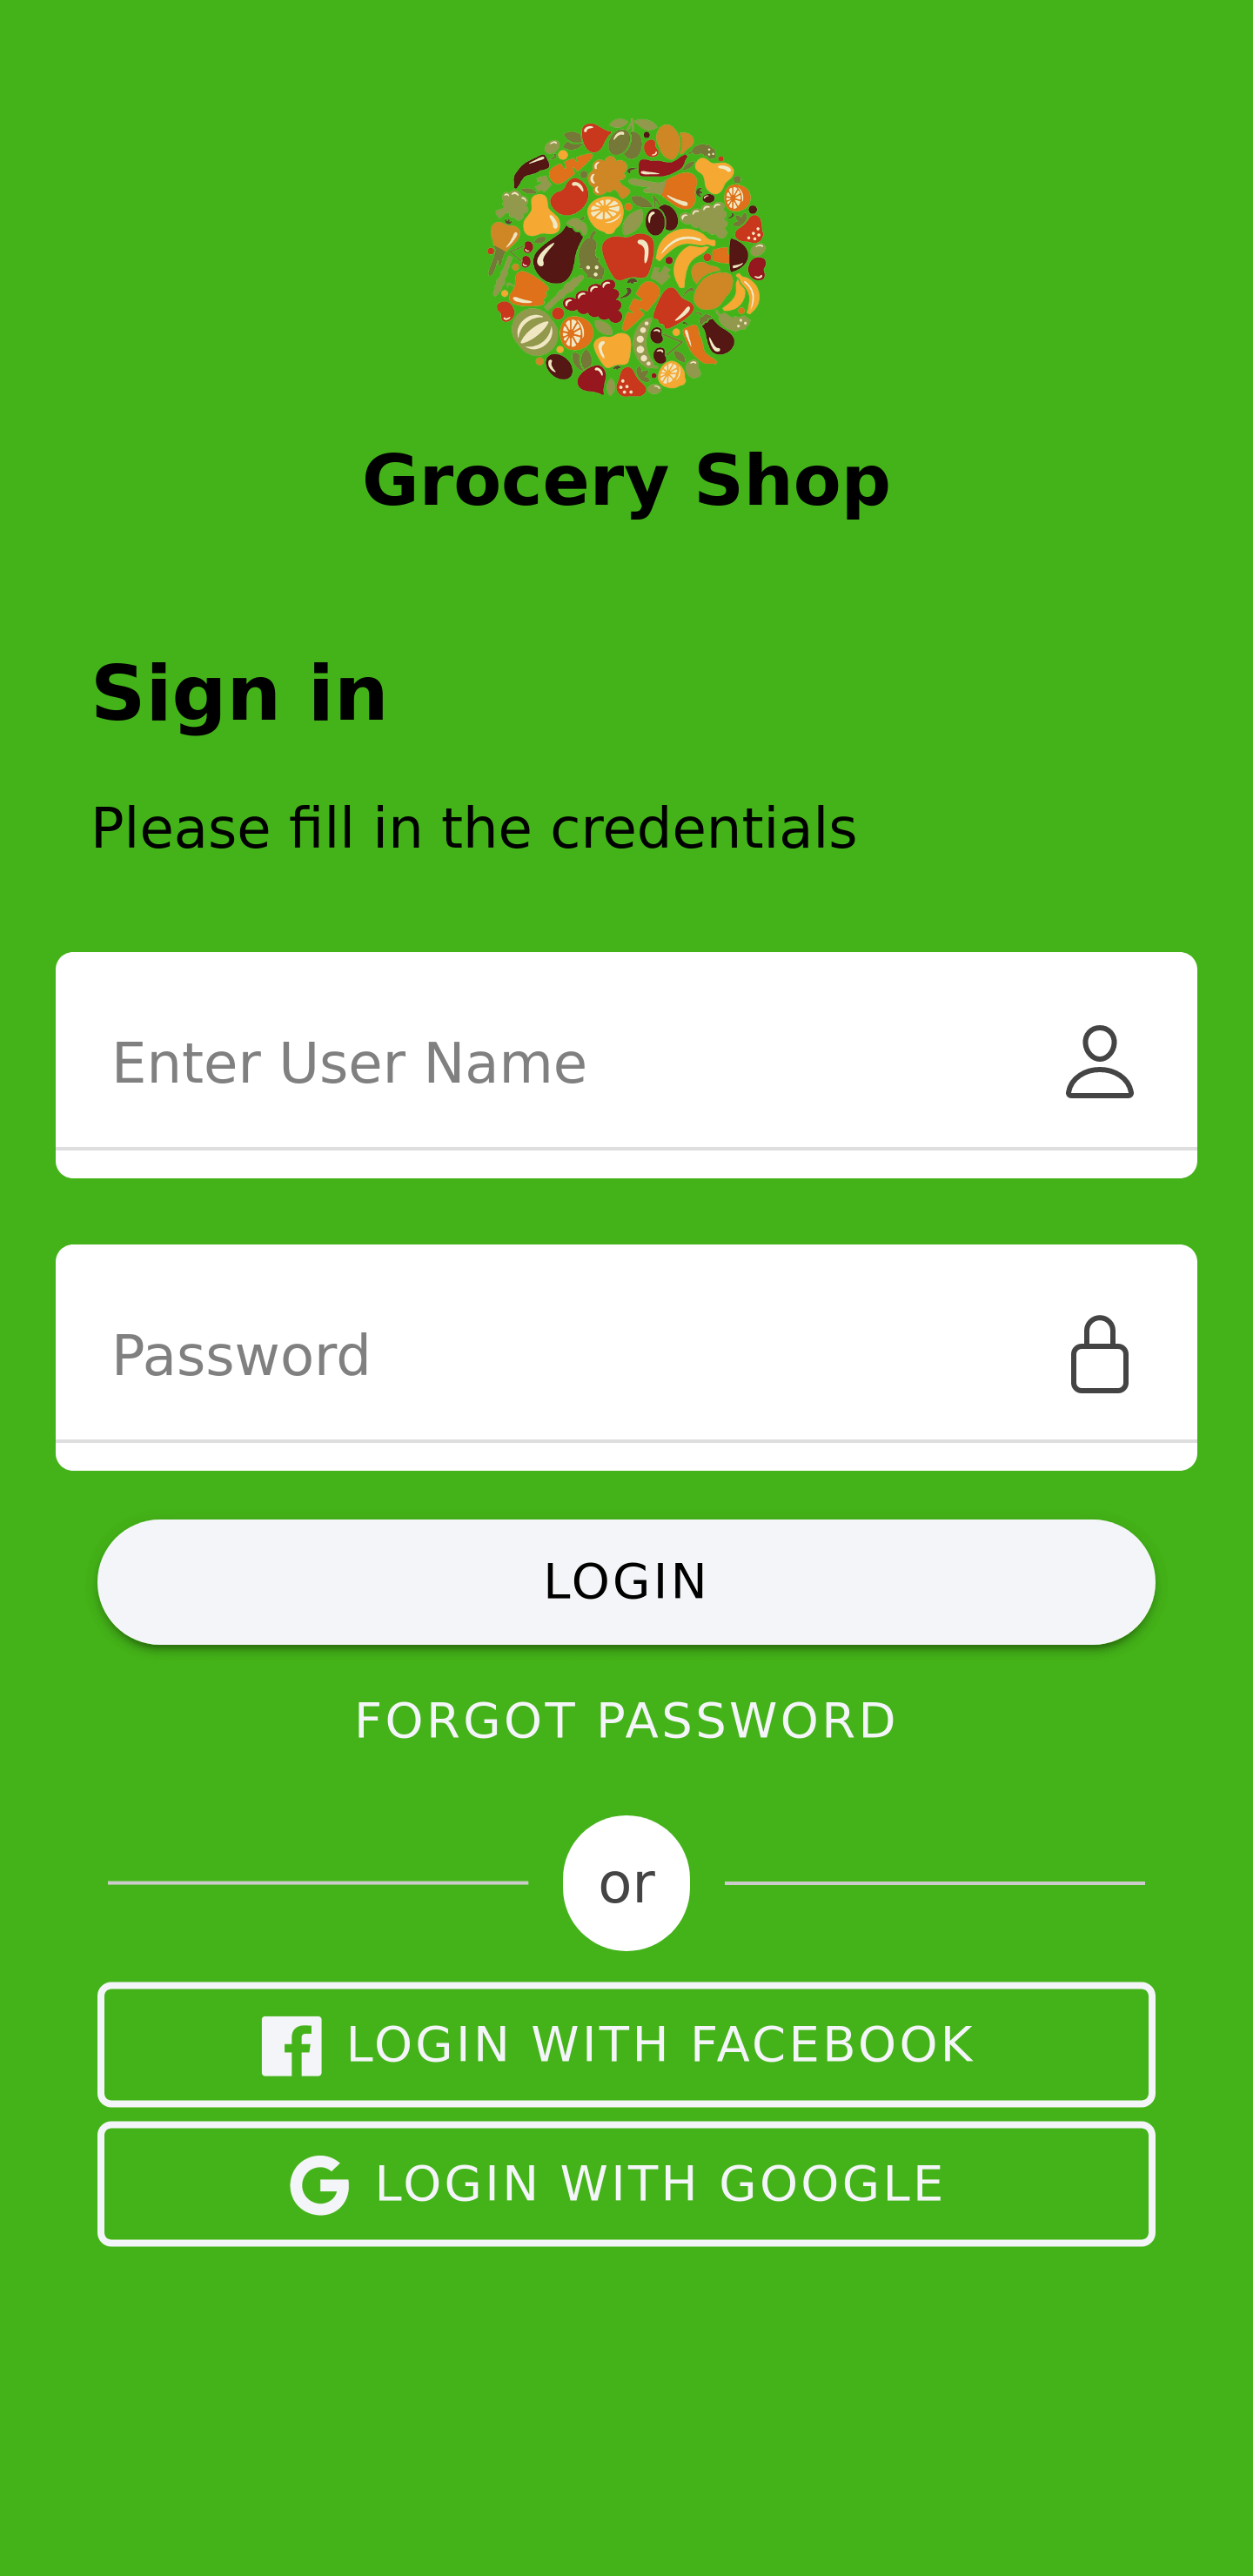 Grocery Shop
Sign in
Please fill in the credentials
Enter User Name
Password
LOGIN
FORGOT PASSWORD
or
LOGIN WITH FACEBOOK
LOGIN WITH GOOGLE